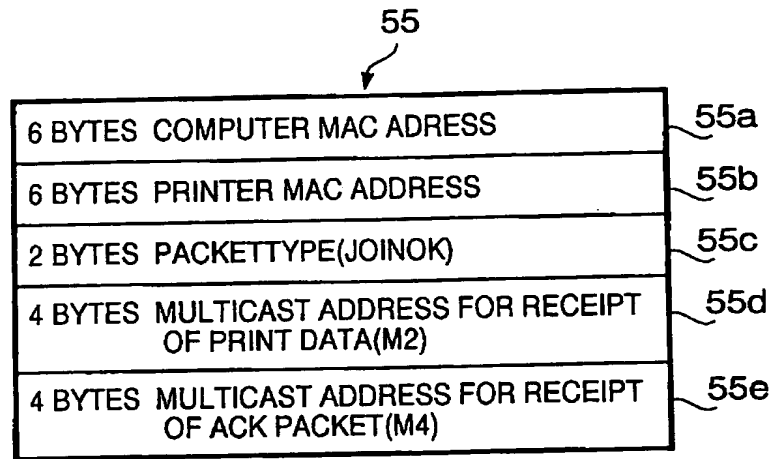 55
6 BYTES COMPUTER MAC ADRESS
55a
6 BYTES PRINTER MAC ADDRESS
55b
2 BYTES PACKETTYPE(JOINOK)
55c
4 BYTES MULTICAST ADDRESS FOR RECEIPT
OF PRINT DATA(M2)
55d
4 BYTES MULTICAST ADDRESS FOR RECEIPT
OF ACK PACKET(M4)
55e